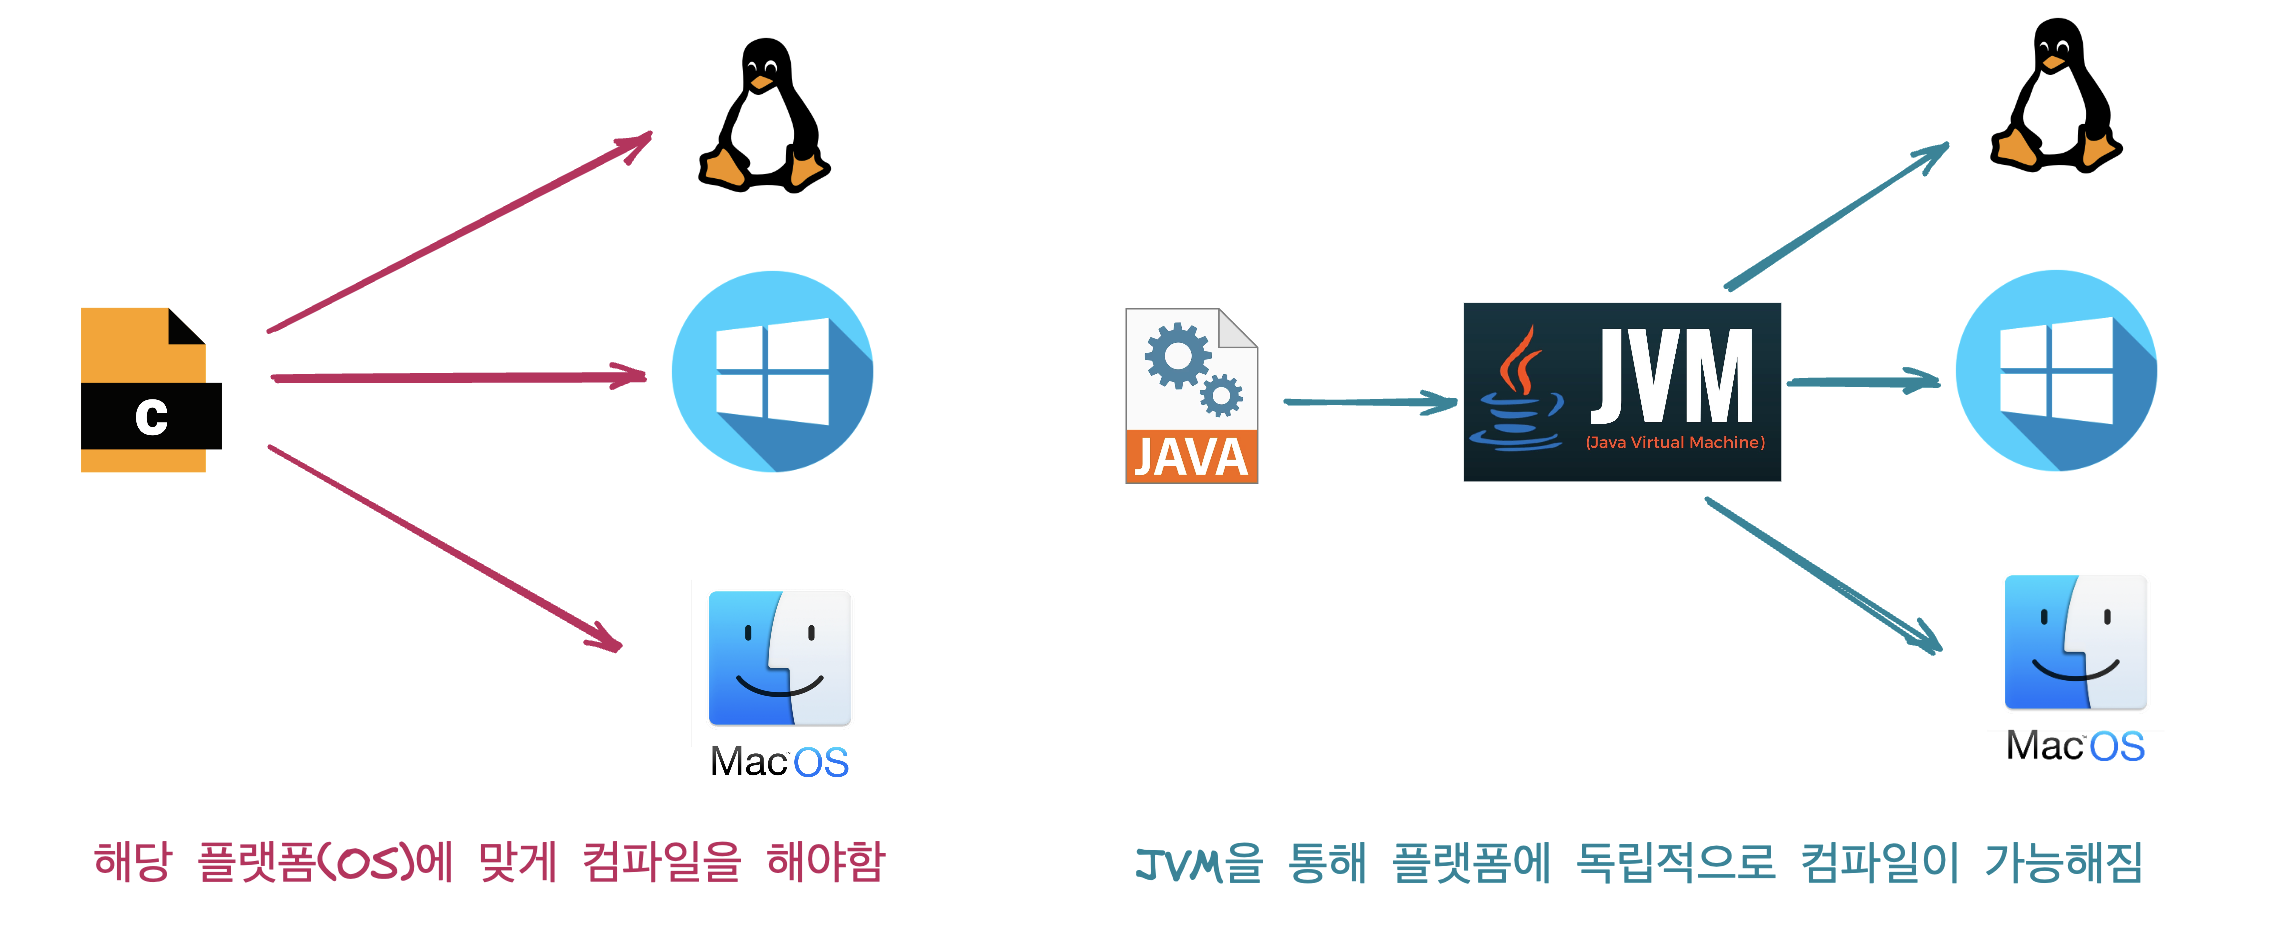 C
MacOS
해당 플랫폼(OS)에 맞게 컴파일을 해야함
JAVA
JVM
(Java Virtual Machine)
Mac™OS
JVM을 통해 플랫폼에 독립적으로 컴파일이 가능해짐